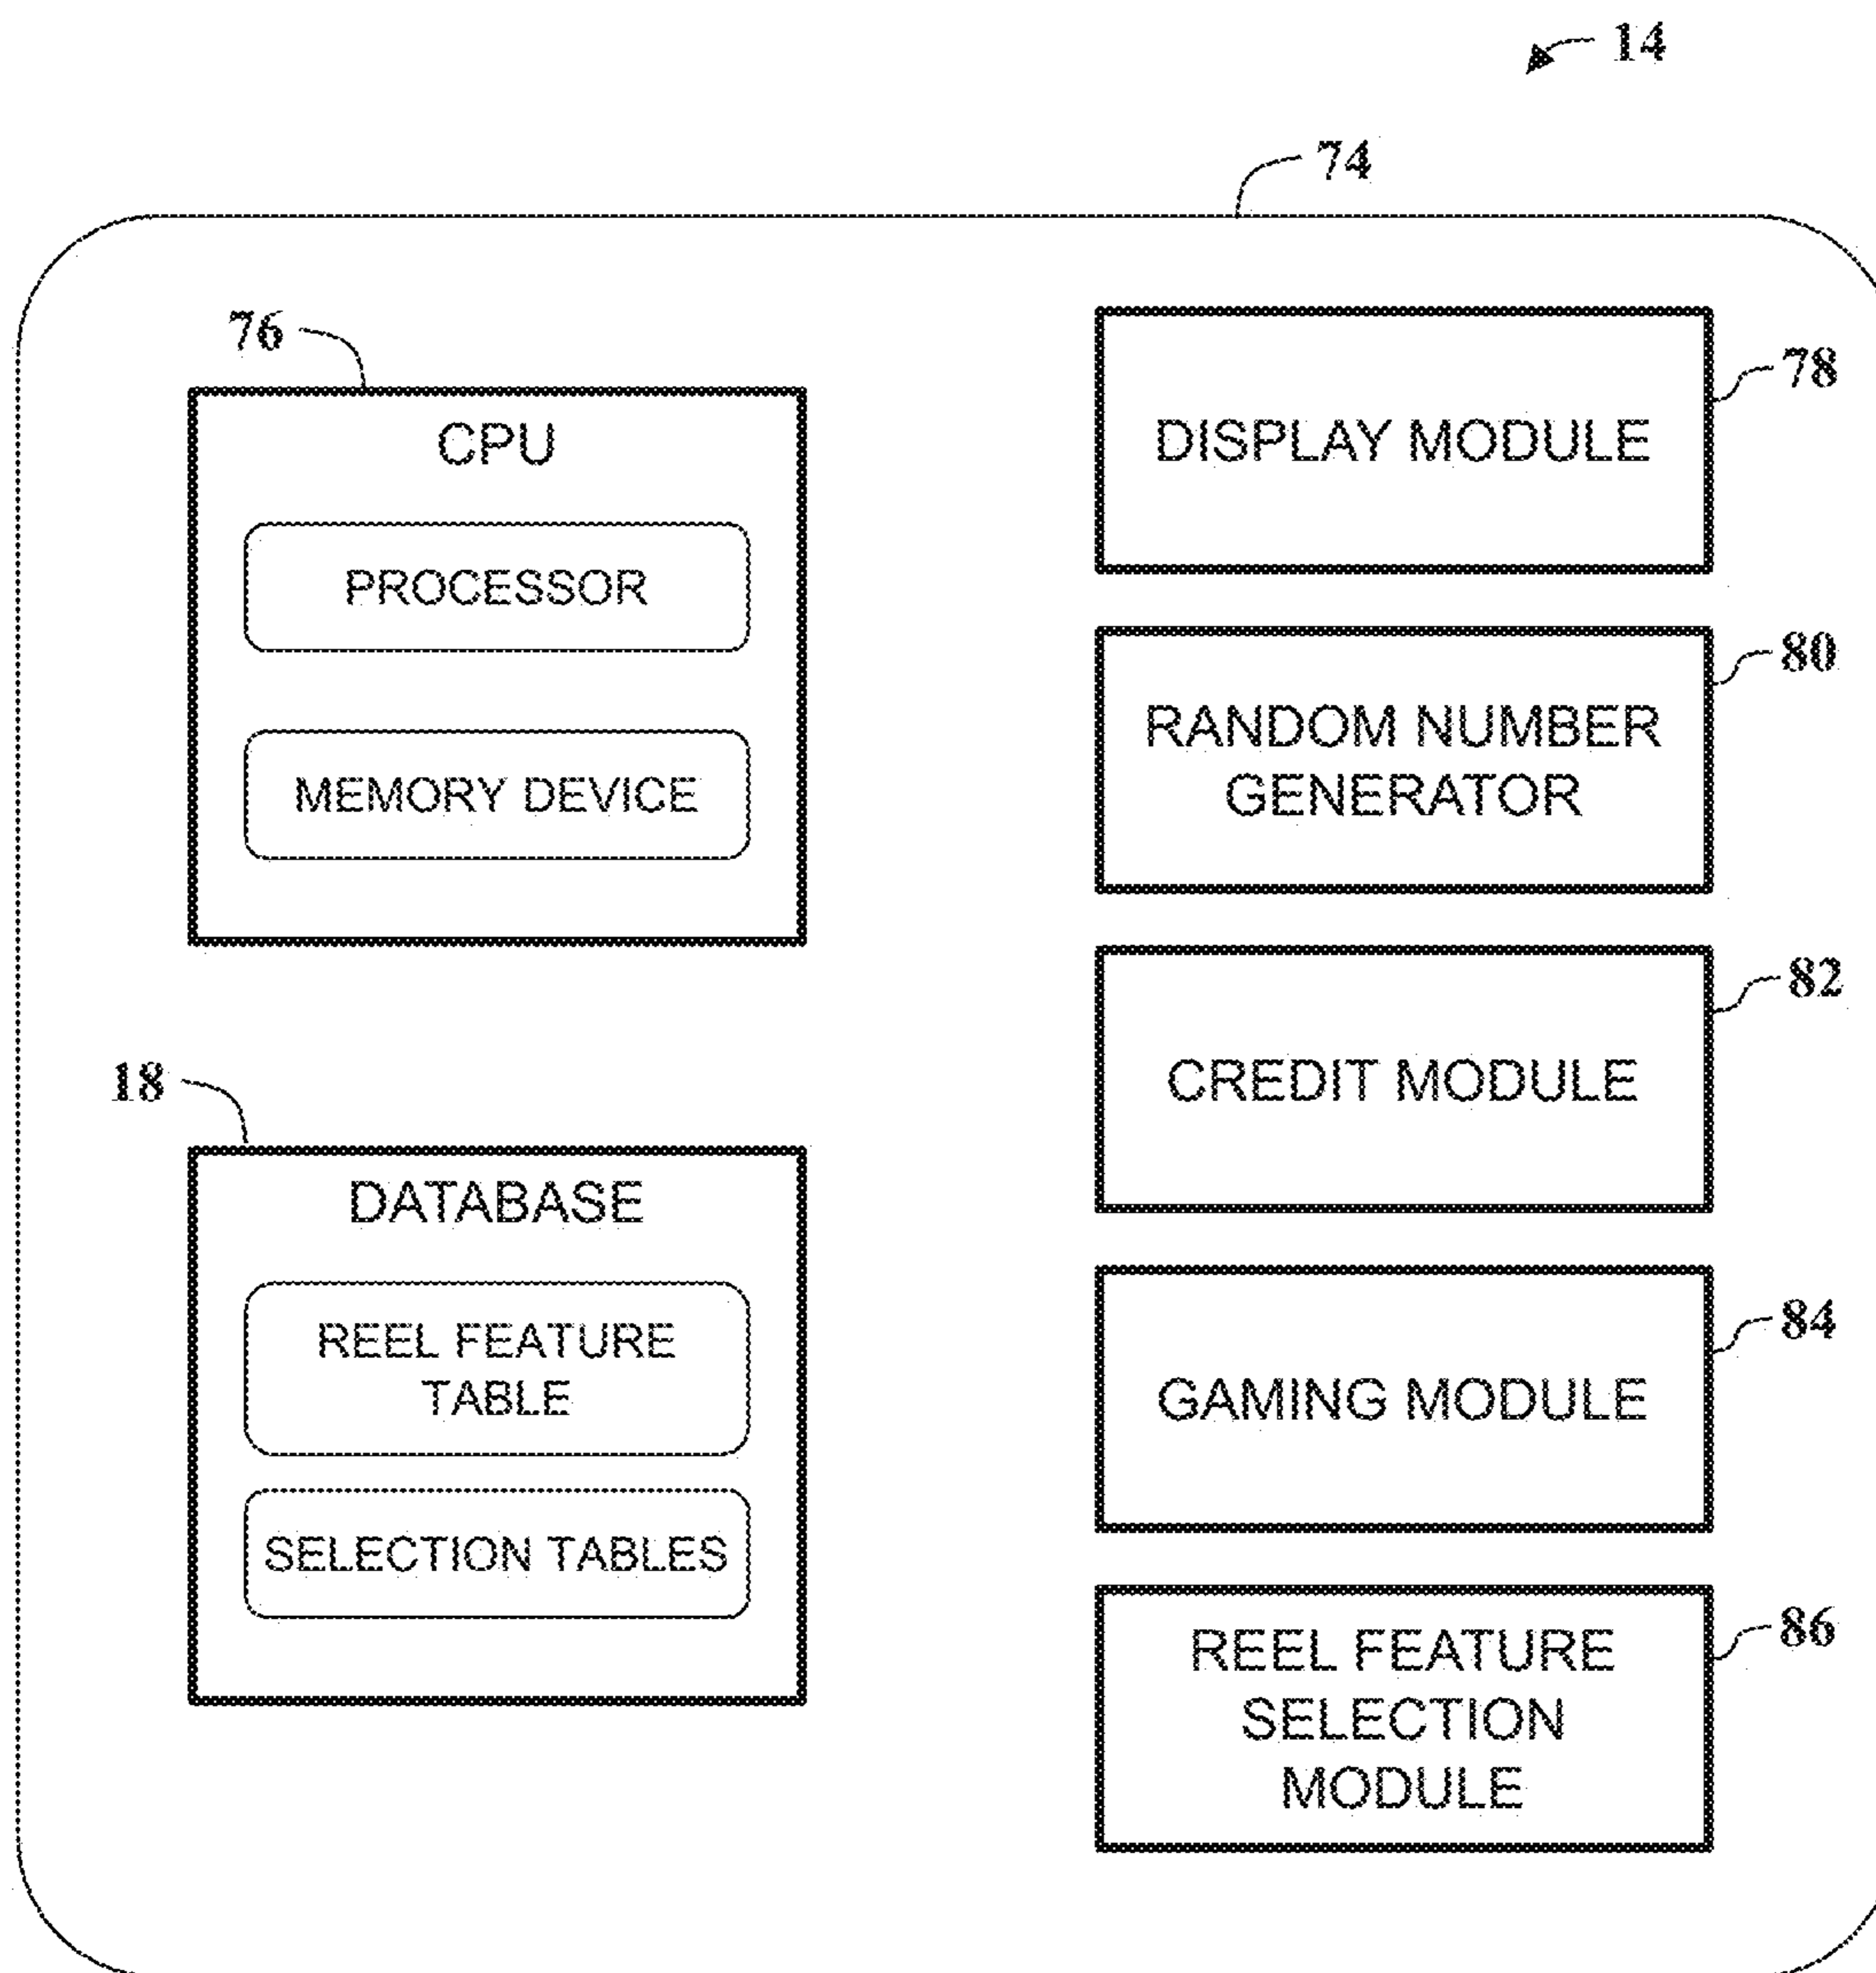 14
74
76
CPU
PROCESSOR
MEMORY DEVICE
18
DATABASE
REEL FEATURE
TABLE
SELECTION TABLES
DISPLAY MODULE
78
RANDOM NUMBER
GENERATOR
80
CREDIT MODULE
82
GAMING MODULE
84
REEL FEATURE
SELECTION
MODULE
86